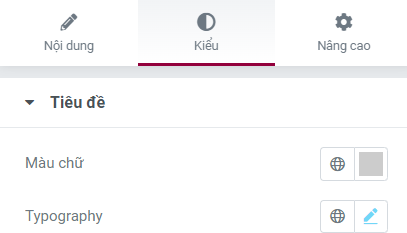 Nội dung
Kiểu
Nâng cao
Tiêu đề
Màu chữ
Typography